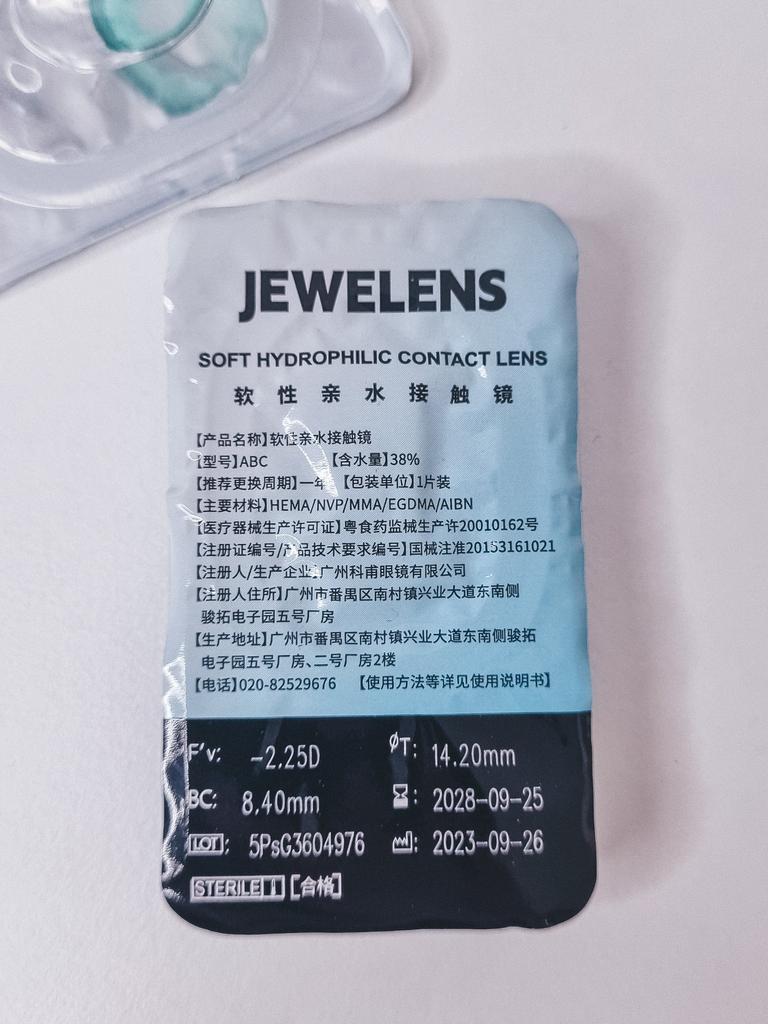 JEWELENS
SOFT HYDROPHILIC CONTACT LENS
软性亲水接触镜
【产品名称】软性亲水接触镜
【型号】ABC 【含水量】38%
【推荐更换周期】一年 【包装单位】1片装
【主要材料】HEMA/NVP/MMA/EGDMA/AIBN
【医疗器械生产许可证】粤食药监械生产许20010162号
【注册证编号/产品技术要求编号】国械注准20153161021
【注册人/生产企业】广州科甫眼镜有限公司
【注册人住所】广州市番禺区南村镇兴业大道东南侧
骏拓电子园五号厂房
【生产地址】广州市番禺区南村镇兴业大道东南侧骏拓
电子园五号厂房、二号厂房2楼
【电话】020-82529676 【使用方法等详见使用说明书】
F'v: -2.25D ØT: 14.20mm
BC: 8.40mm : 2028-09-25
LOT: 5PsG3604976 : 2023-09-26
STERILE [合格]